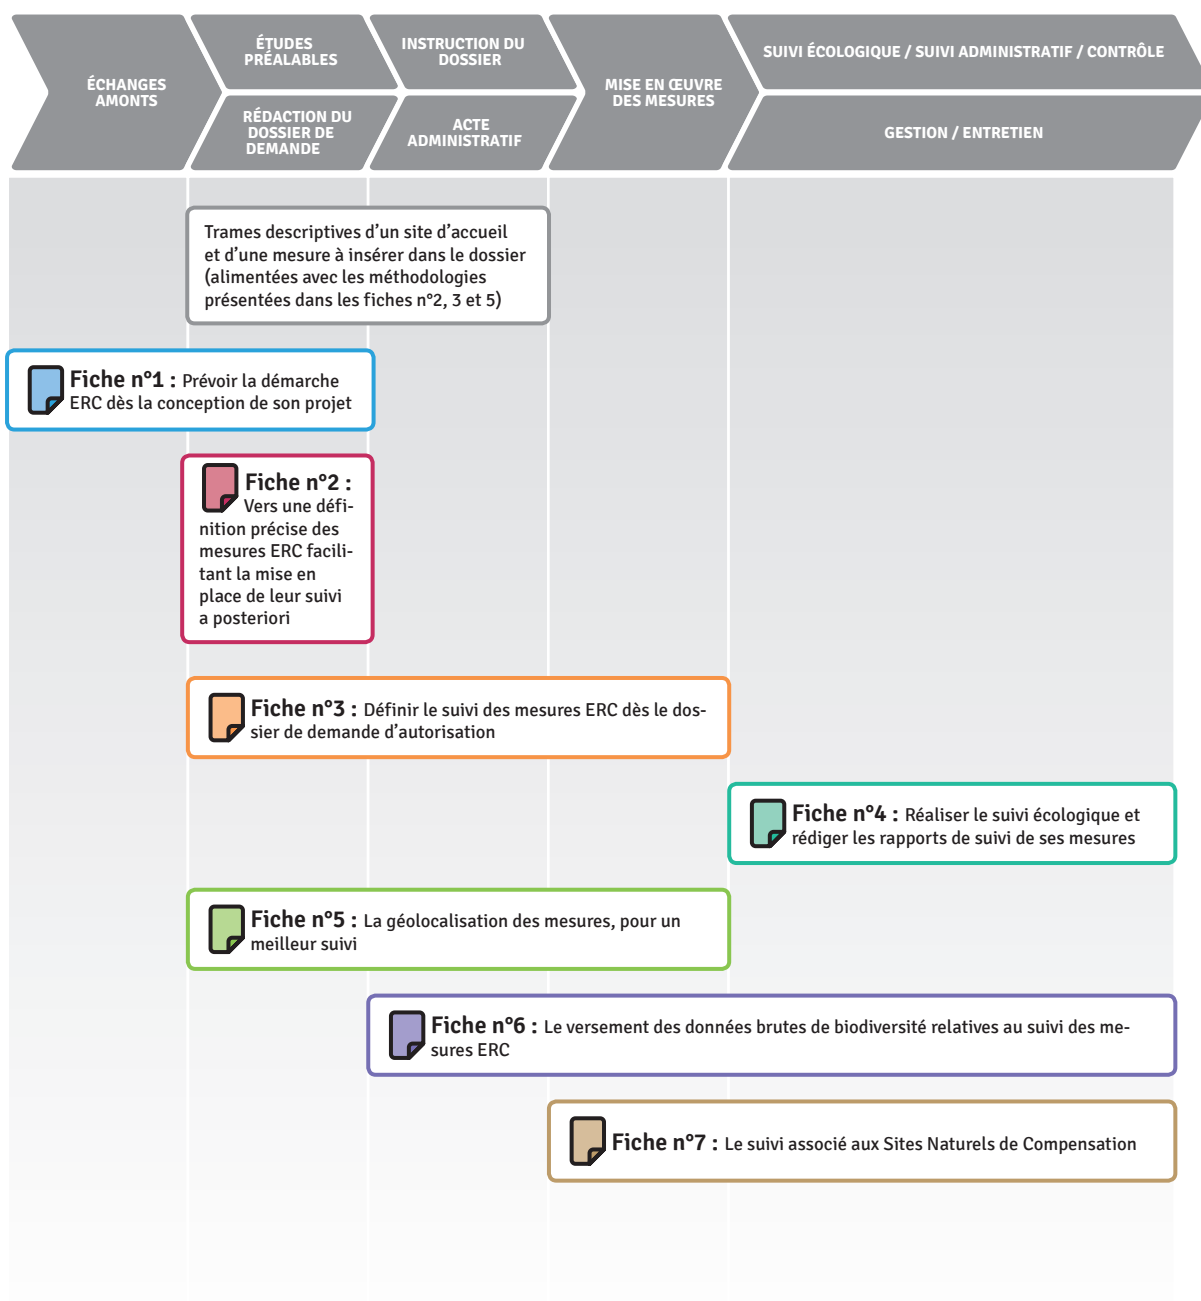 ÉCHANGES
AMONTS
ÉTUDES
PRÉALABLES
RÉDACTION DU
DOSSIER DE
DEMANDE
INSTRUCTION DU
DOSSIER
ACTE
ADMINISTRATIF
MISE EN ŒUVRE
DES MESURES
SUIVI ÉCOLOGIQUE / SUIVI ADMINISTRATIF / CONTRÔLE
GESTION / ENTRETIEN
Trames descriptives d’un site d’accueil
et d’une mesure à insérer dans le dossier
(alimentées avec les méthodologies
présentées dans les fiches n°2, 3 et 5)
Fiche n°1 : Prévoir la démarche
ERC dès la conception de son projet
Fiche n°2 :
Vers une défi-
nition précise des
mesures ERC facili-
tant la mise en
place de leur suivi
a posteriori
Fiche n°3 : Définir le suivi des mesures ERC dès le dos-
sier de demande d’autorisation
Fiche n°4 : Réaliser le suivi écologique et
rédiger les rapports de suivi de ses mesures
Fiche n°5 : La géolocalisation des mesures, pour un
meilleur suivi
Fiche n°6 : Le versement des données brutes de biodiversité relatives au suivi des me-
sures ERC
Fiche n°7 : Le suivi associé aux Sites Naturels de Compensation